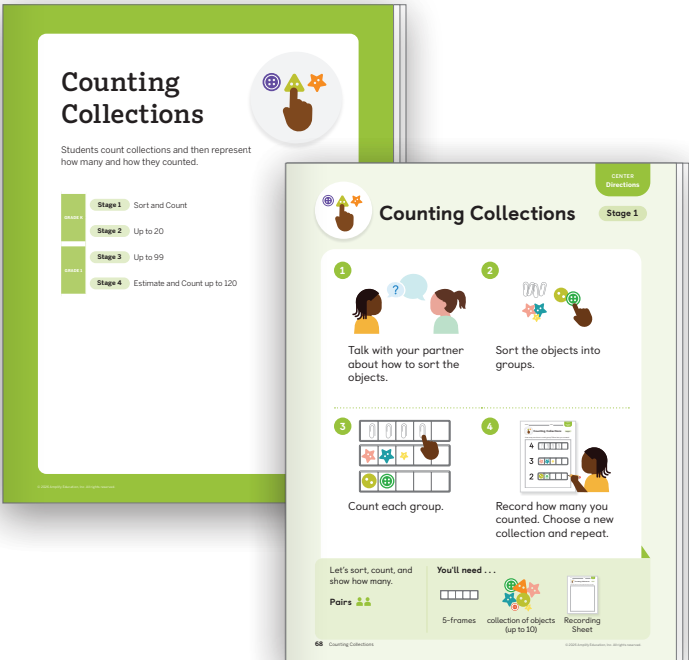 Counting
Collections
Students count collections and then represent
how many and how they counted.
GRADE K
Stage 1 Sort and Count
Stage 2 Up to 20
GRADE 1
Stage 3 Up to 99
Stage 4 Estimate and Count up to 120
CENTER
Directions
Counting Collections
Stage 1
1
?
Talk with your partner
about how to sort the
objects.
2
Sort the objects into
groups.
3
Count each group.
4
Counting Collections
4
3
2
Record how many you
counted. Choose a new
collection and repeat.
Let's sort, count, and
show how many.
Pairs
You'll need . . .
5-frames
collection of objects
(up to 10)
Recording
Sheet
68 Counting Collections